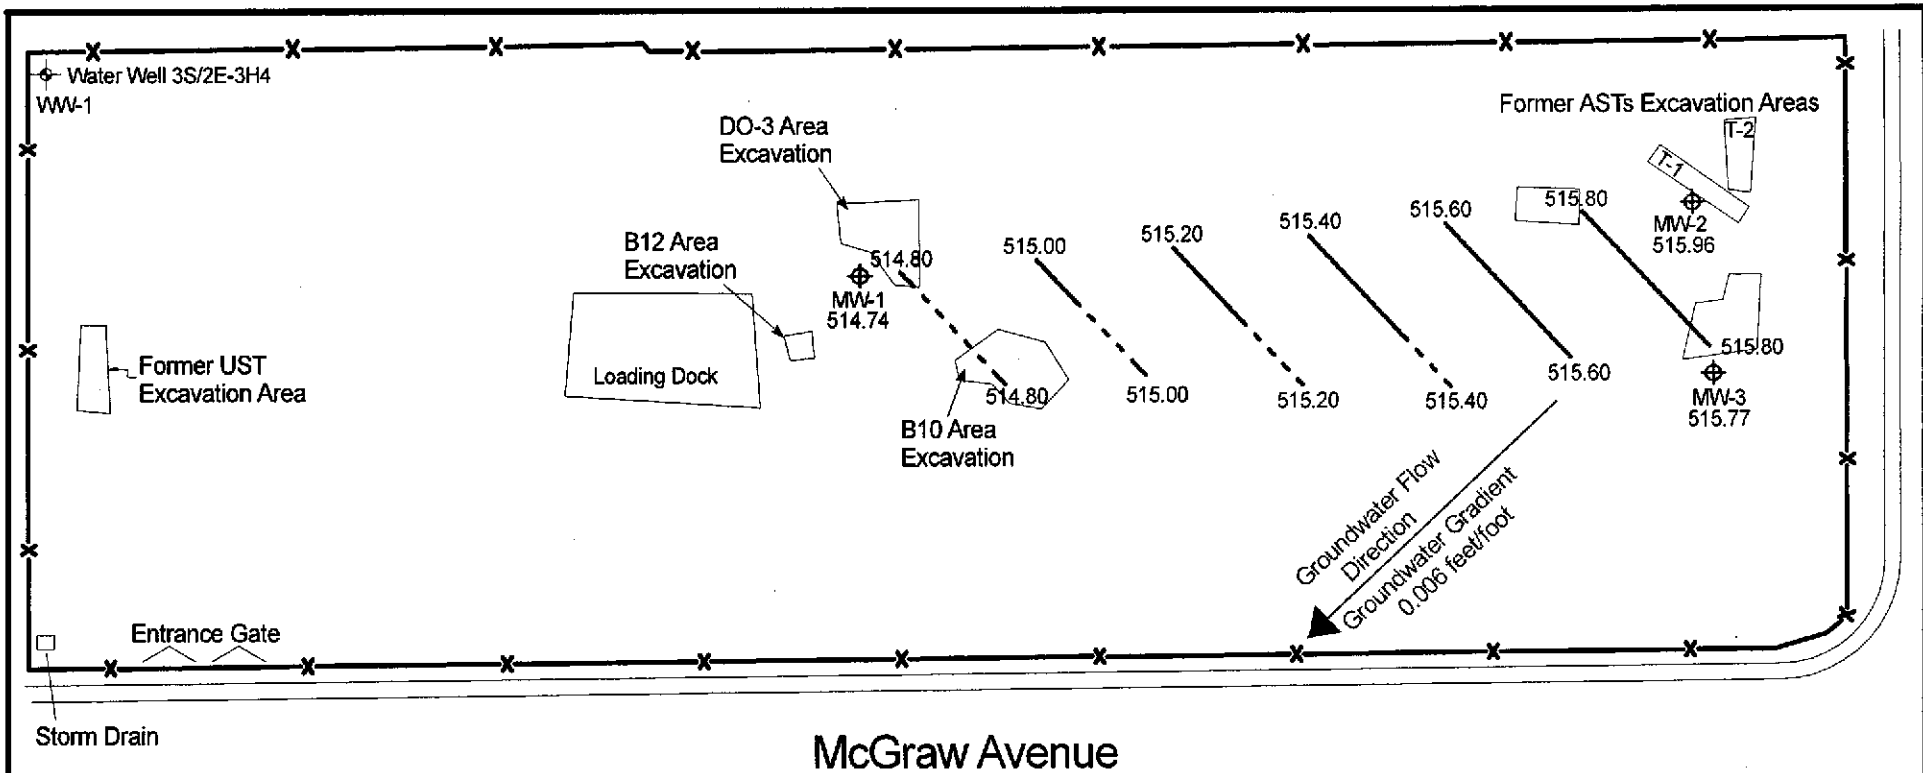 Water Well 3S/2E-3H4
WW-1
Former ASTs Excavation Areas
T-2
T-1
DO-3 Area
Excavation
B12 Area
Excavation
514.80
515.00
515.20
515.40
515.60
515.80
MW-2
515.96
MW-1
514.74
Former UST
Excavation Area
Loading Dock
514.80
515.00
515.20
515.40
515.60
515.80
MW-3
515.77
B10 Area
Excavation
Groundwater Flow
Direction
Groundwater Gradient
0.006 feet/foot
Entrance Gate
Storm Drain
McGraw Avenue